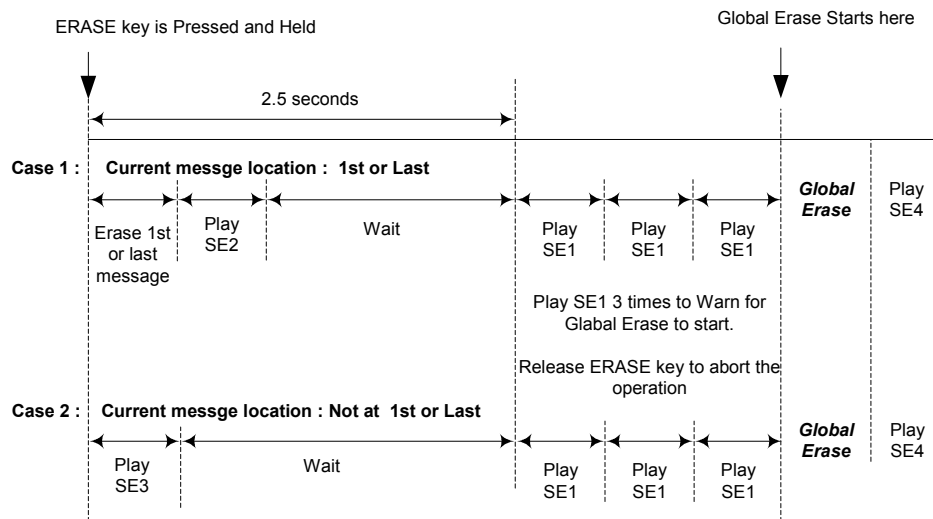 ERASE key is Pressed and Held
Global Erase Starts here
2.5 seconds
Case 1 : Current messge location : 1st or Last
Erase 1st
or last
message
Play
SE2
Wait
Play
SE1
Play
SE1
Play
SE1
Global
Erase
Play
SE4
Play SE1 3 times to Warn for
Glabal Erase to start.
Release ERASE key to abort the
operation
Case 2 : Current messge location : Not at 1st or Last
Play
SE3
Wait
Play
SE1
Play
SE1
Play
SE1
Global
Erase
Play
SE4